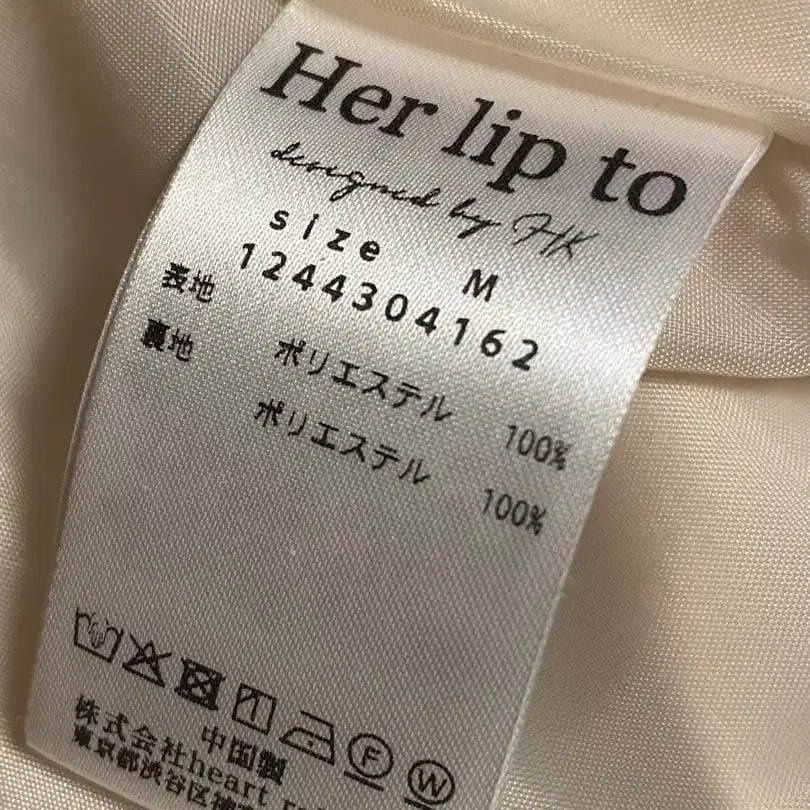 Her lip to
designed by HK
size M
1244304162
表地 ポリエステル 100%
裏地 ポリエステル 100%
F W
中国製
株式会社heart
東京都渋谷区